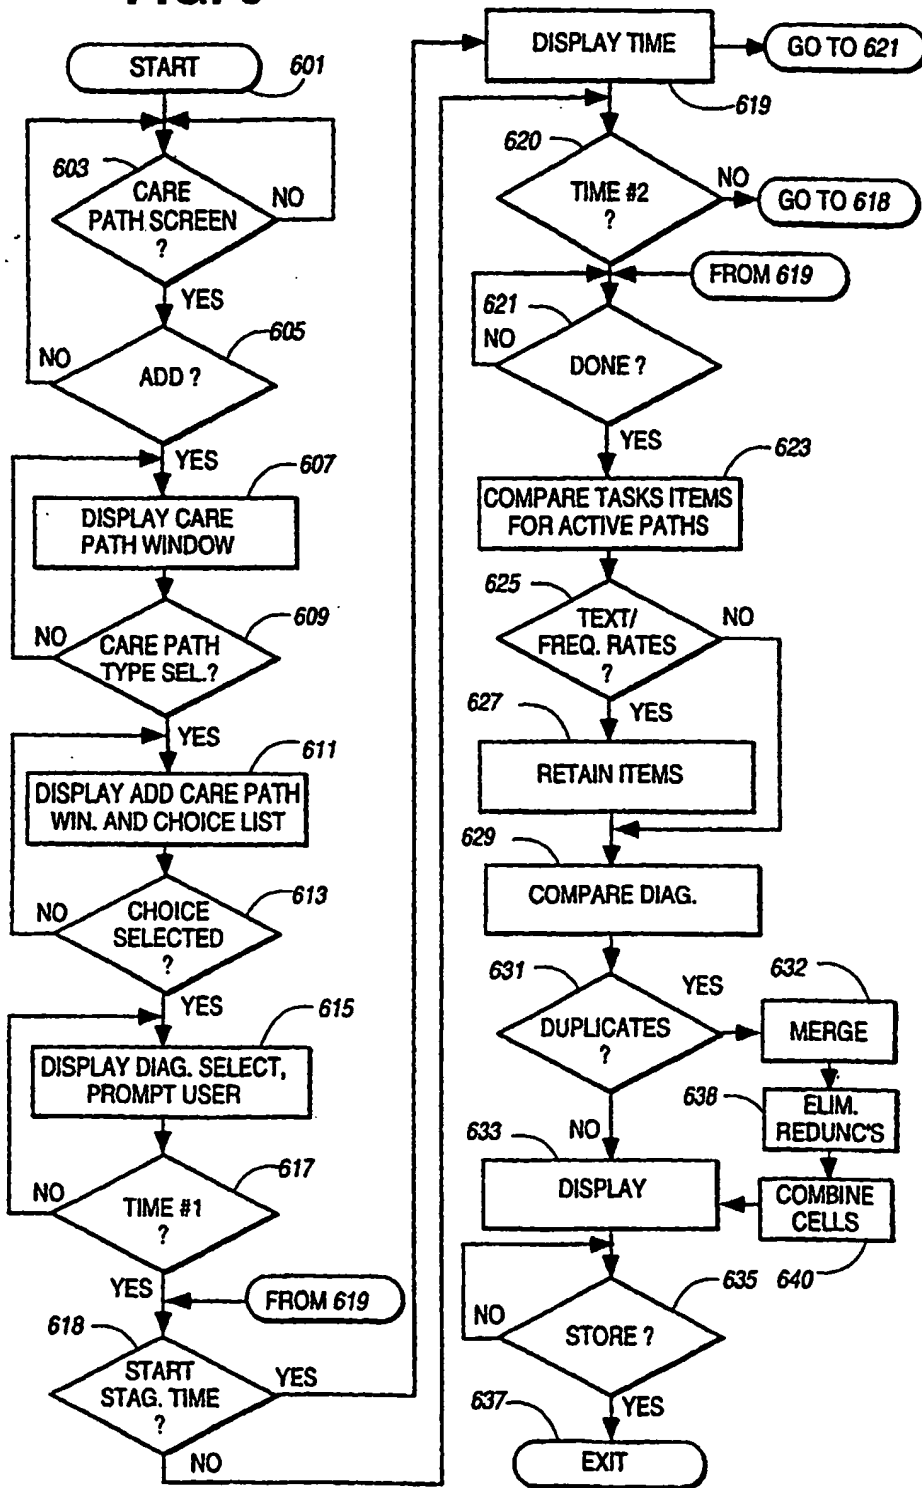 START
601
603
CARE
PATH SCREEN
?
NO
YES
605
NO
ADD ?
YES
607
DISPLAY CARE
PATH WINDOW
609
NO
CARE PATH
TYPE SEL.?
YES
611
DISPLAY ADD CARE PATH
WIN. AND CHOICE LIST
613
NO
CHOICE
SELECTED
?
YES
615
DISPLAY DIAG. SELECT,
PROMPT USER
617
NO
TIME #1
?
YES
FROM 619
618
START
STAG. TIME
?
YES
NO
DISPLAY TIME
GO TO 621
619
620
TIME #2
?
NO
GO TO 618
FROM 619
621
NO
DONE ?
YES
623
COMPARE TASKS ITEMS
FOR ACTIVE PATHS
625
TEXT/
FREQ. RATES
?
NO
YES
627
RETAIN ITEMS
629
COMPARE DIAG.
631
DUPLICATES
?
YES
632
MERGE
638
ELIM.
REDUNC'S
NO
633
DISPLAY
COMBINE
CELLS
640
635
NO
STORE ?
YES
637
EXIT